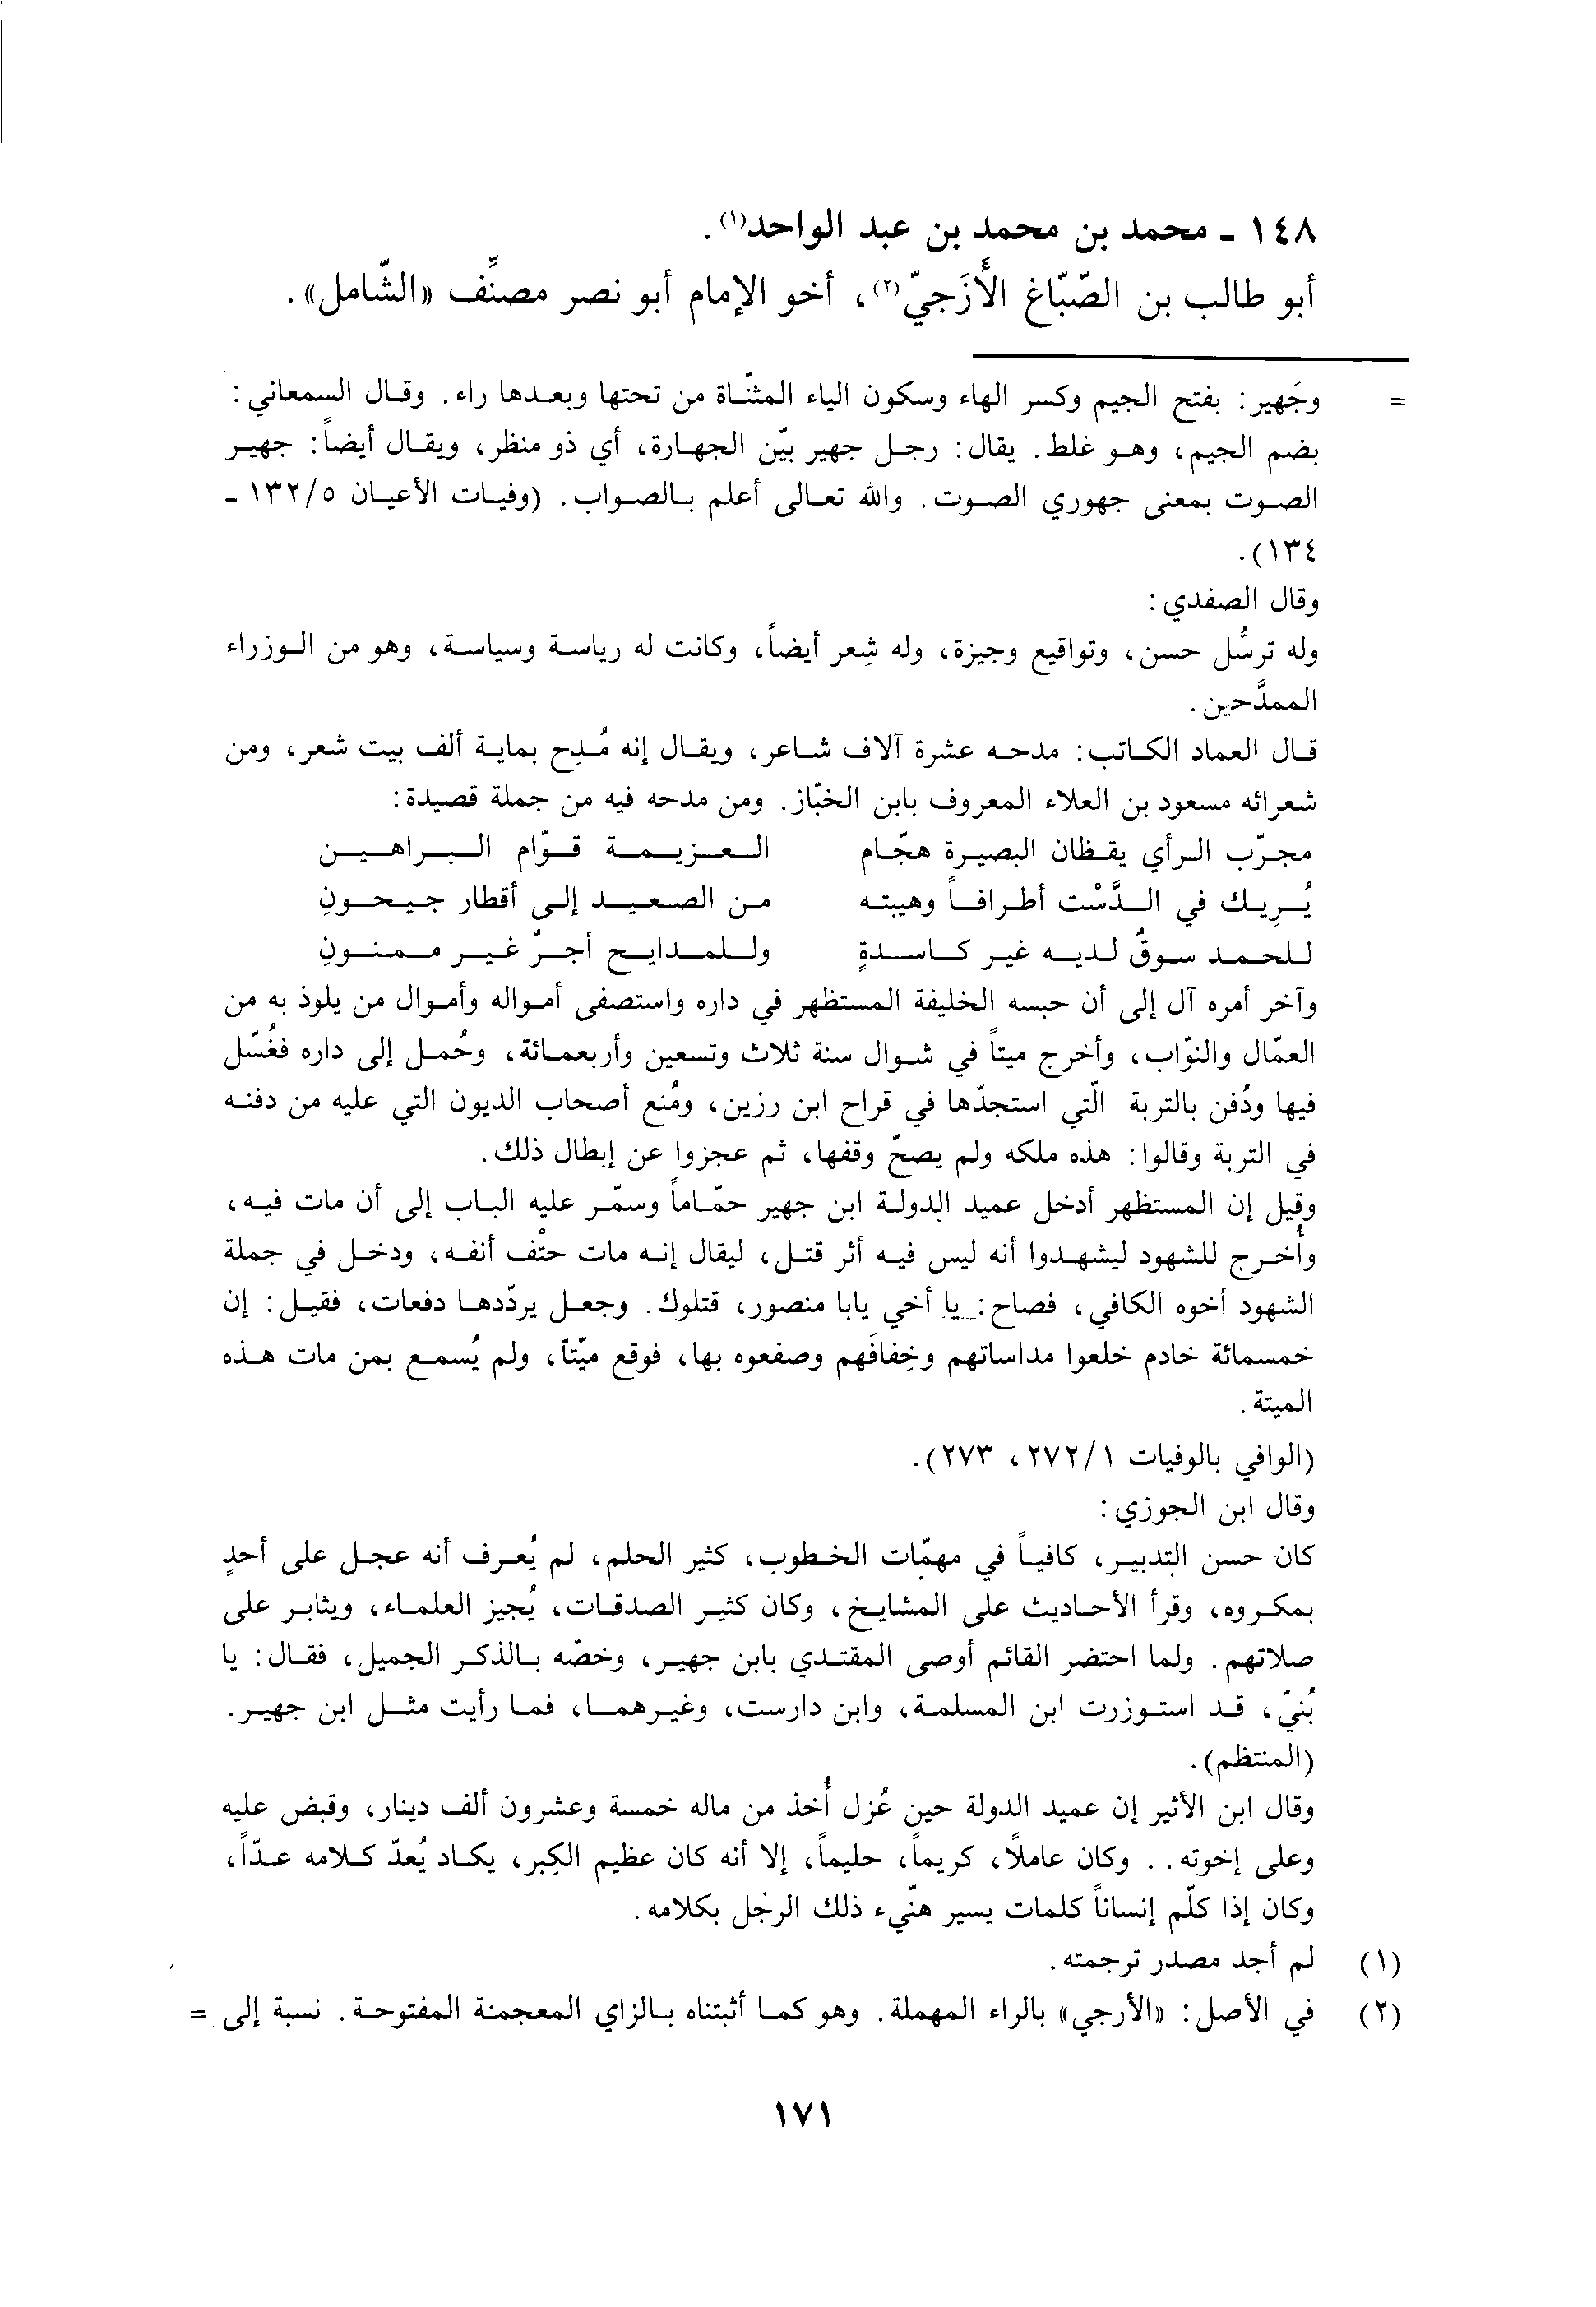 ١٤٨ ـ محمد بن محمد بن عبد الواحد(١).
أبو طالب بن الصّبّاغ الأَزَجيّ(٢)، أخو الإمام أبو نصر مصنِّف «الشّامل».
= وجَهير: بفتح الجيم وكسر الهاء وسكون الياء المثنّاة من تحتها وبعدها راء. وقال السمعاني:
بضم الجيم، وهو غلط. يقال: رجل جهير بيّن الجهارة، أي ذو منظر، ويقال أيضاً: جهير
الصوت بمعنى جهوري الصوت. والله تعالى أعلم بالصواب. (وفيات الأعيان ١٣٢/٥ ـ
١٣٤).
وقال الصفدي:
وله ترسُّل حسن، وتواقيع وجيزة، وله شِعر أيضاً، وكانت له رياسة وسياسة، وهو من الوزراء
الممدَّحين.
قال العماد الكاتب: مدحه عشرة آلاف شاعر، ويقال إنه مُدِح بماية ألف بيت شعر، ومن
شعرائه مسعود بن العلاء المعروف بابن الخبّاز. ومن مدحه فيه من جملة قصيدة:
مجرّب الرأي يقظان البصيرة هجّام العزيمة قوّام البراهين
يُسرِيك في الدَّسْت أطرافاً وهيبته من الصعيد إلى أقطار جيحونِ
للحمد سوقٌ لديه غير كاسدةٍ وللمدايح أجرٌ غير ممنونِ
وآخر أمره آل إلى أن حبسه الخليفة المستظهر في داره واستصفى أمواله وأموال من يلوذ به من
العمّال والنوّاب، وأخرج ميتاً في شوال سنة ثلاث وتسعين وأربعمائة، وحُمل إلى داره فغُسّل
فيها ودُفن بالتربة الّتي استجدّها في قراح ابن رزين، ومُنع أصحاب الديون التي عليه من دفنه
في التربة وقالوا: هذه ملكه ولم يصحّ وقفها، ثم عجزوا عن إبطال ذلك.
وقيل إن المستظهر أدخل عميد الدولة ابن جهير حمّاماً وسمّر عليه الباب إلى أن مات فيه،
وأُخرج للشهود ليشهدوا أنه ليس فيه أثر قتل، ليقال إنه مات حتْف أنفه، ودخل في جملة
الشهود أخوه الكافي، فصاح: يا أخي يابا منصور، قتلوك. وجعل يردّدها دفعات، فقيل: إن
خمسمائة خادم خلعوا مداساتهم وخِفافَهم وصفعوه بها، فوقع ميّتاً، ولم يُسمع بمن مات هذه
الميتة.
(الوافي بالوفيات ٢٧٢/١، ٢٧٣).
وقال ابن الجوزي:
كان حسن التدبير، كافياً في مهمّات الخطوب، كثير الحلم، لم يُعرف أنه عجل على أحدٍ
بمكروه، وقرأ الأحاديث على المشايخ، وكان كثير الصدقات، يُجيز العلماء، ويثابر على
صلاتهم. ولما احتضر القائم أوصى المقتدي بابن جهير، وخصّه بالذكر الجميل، فقال: يا
بُنيّ، قد استوزرت ابن المسلمة، وابن دارست، وغيرهما، فما رأيت مثل ابن جهير.
(المنتظم).
وقال ابن الأثير إن عميد الدولة حين عُزل أُخذ من ماله خمسة وعشرون ألف دينار، وقبض عليه
وعلى إخوته.. وكان عاملاً، كريماً، حليماً، إلا أنه كان عظيم الكِبر، يكاد يُعدّ كلامه عدّاً،
وكان إذا كلّم إنساناً كلمات يسير هنّيء ذلك الرجل بكلامه.
(١) لم أجد مصدر ترجمته.
(٢) في الأصل: «الأرجي» بالراء المهملة. وهو كما أثبتناه بالزاي المعجمنة المفتوحة. نسبة إلى =
١٧١